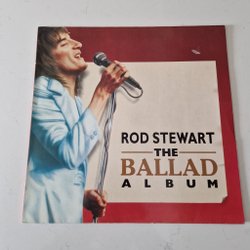 ROD STEWART
THE
BALLAD
ALBUM